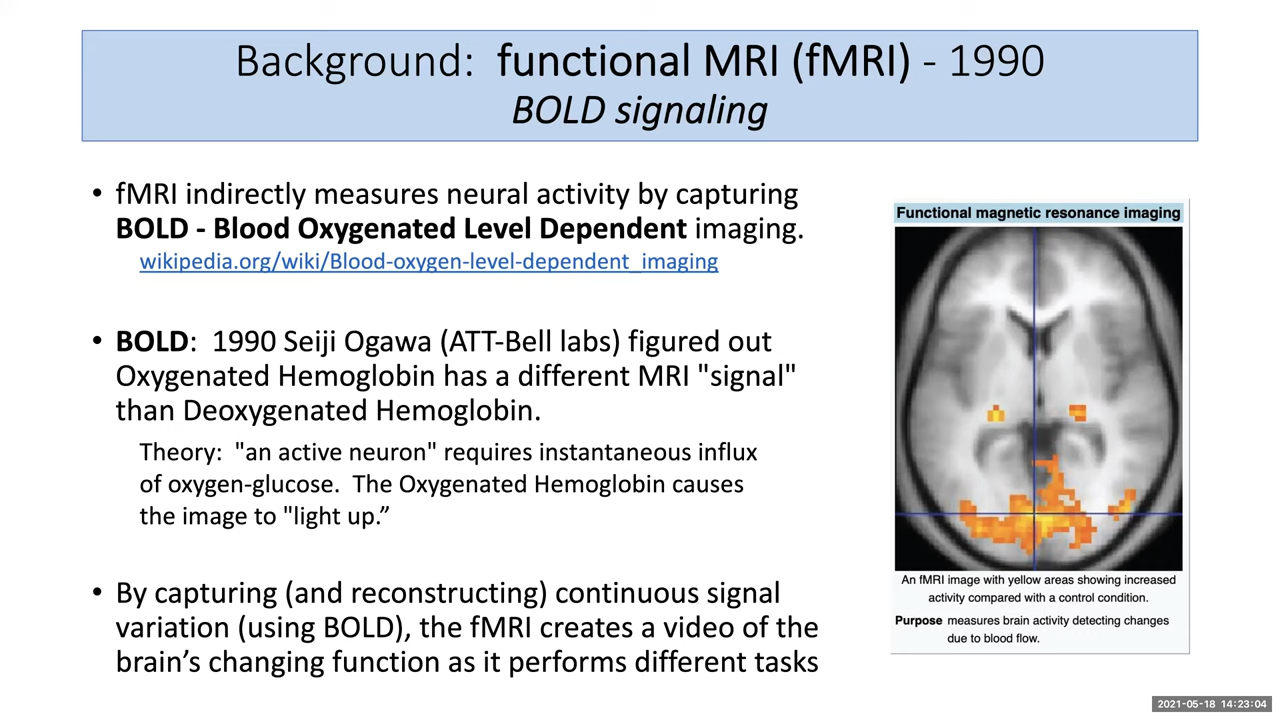 Background: functional MRI (fMRI) - 1990
BOLD signaling
• fMRI indirectly measures neural activity by capturing
BOLD - Blood Oxygenated Level Dependent imaging.
wikipedia.org/wiki/Blood-oxygen-level-dependent_imaging
• BOLD: 1990 Seiji Ogawa (ATT-Bell labs) figured out
Oxygenated Hemoglobin has a different MRI "signal"
than Deoxygenated Hemoglobin.
Theory: "an active neuron" requires instantaneous influx
of oxygen-glucose. The Oxygenated Hemoglobin causes
the image to "light up.”
• By capturing (and reconstructing) continuous signal
variation (using BOLD), the fMRI creates a video of the
brain’s changing function as it performs different tasks
Functional magnetic resonance imaging
An fMRI image with yellow areas showing increased
activity compared with a control condition.
Purpose measures brain activity detecting changes
due to blood flow.
2021-05-18 14:23:04